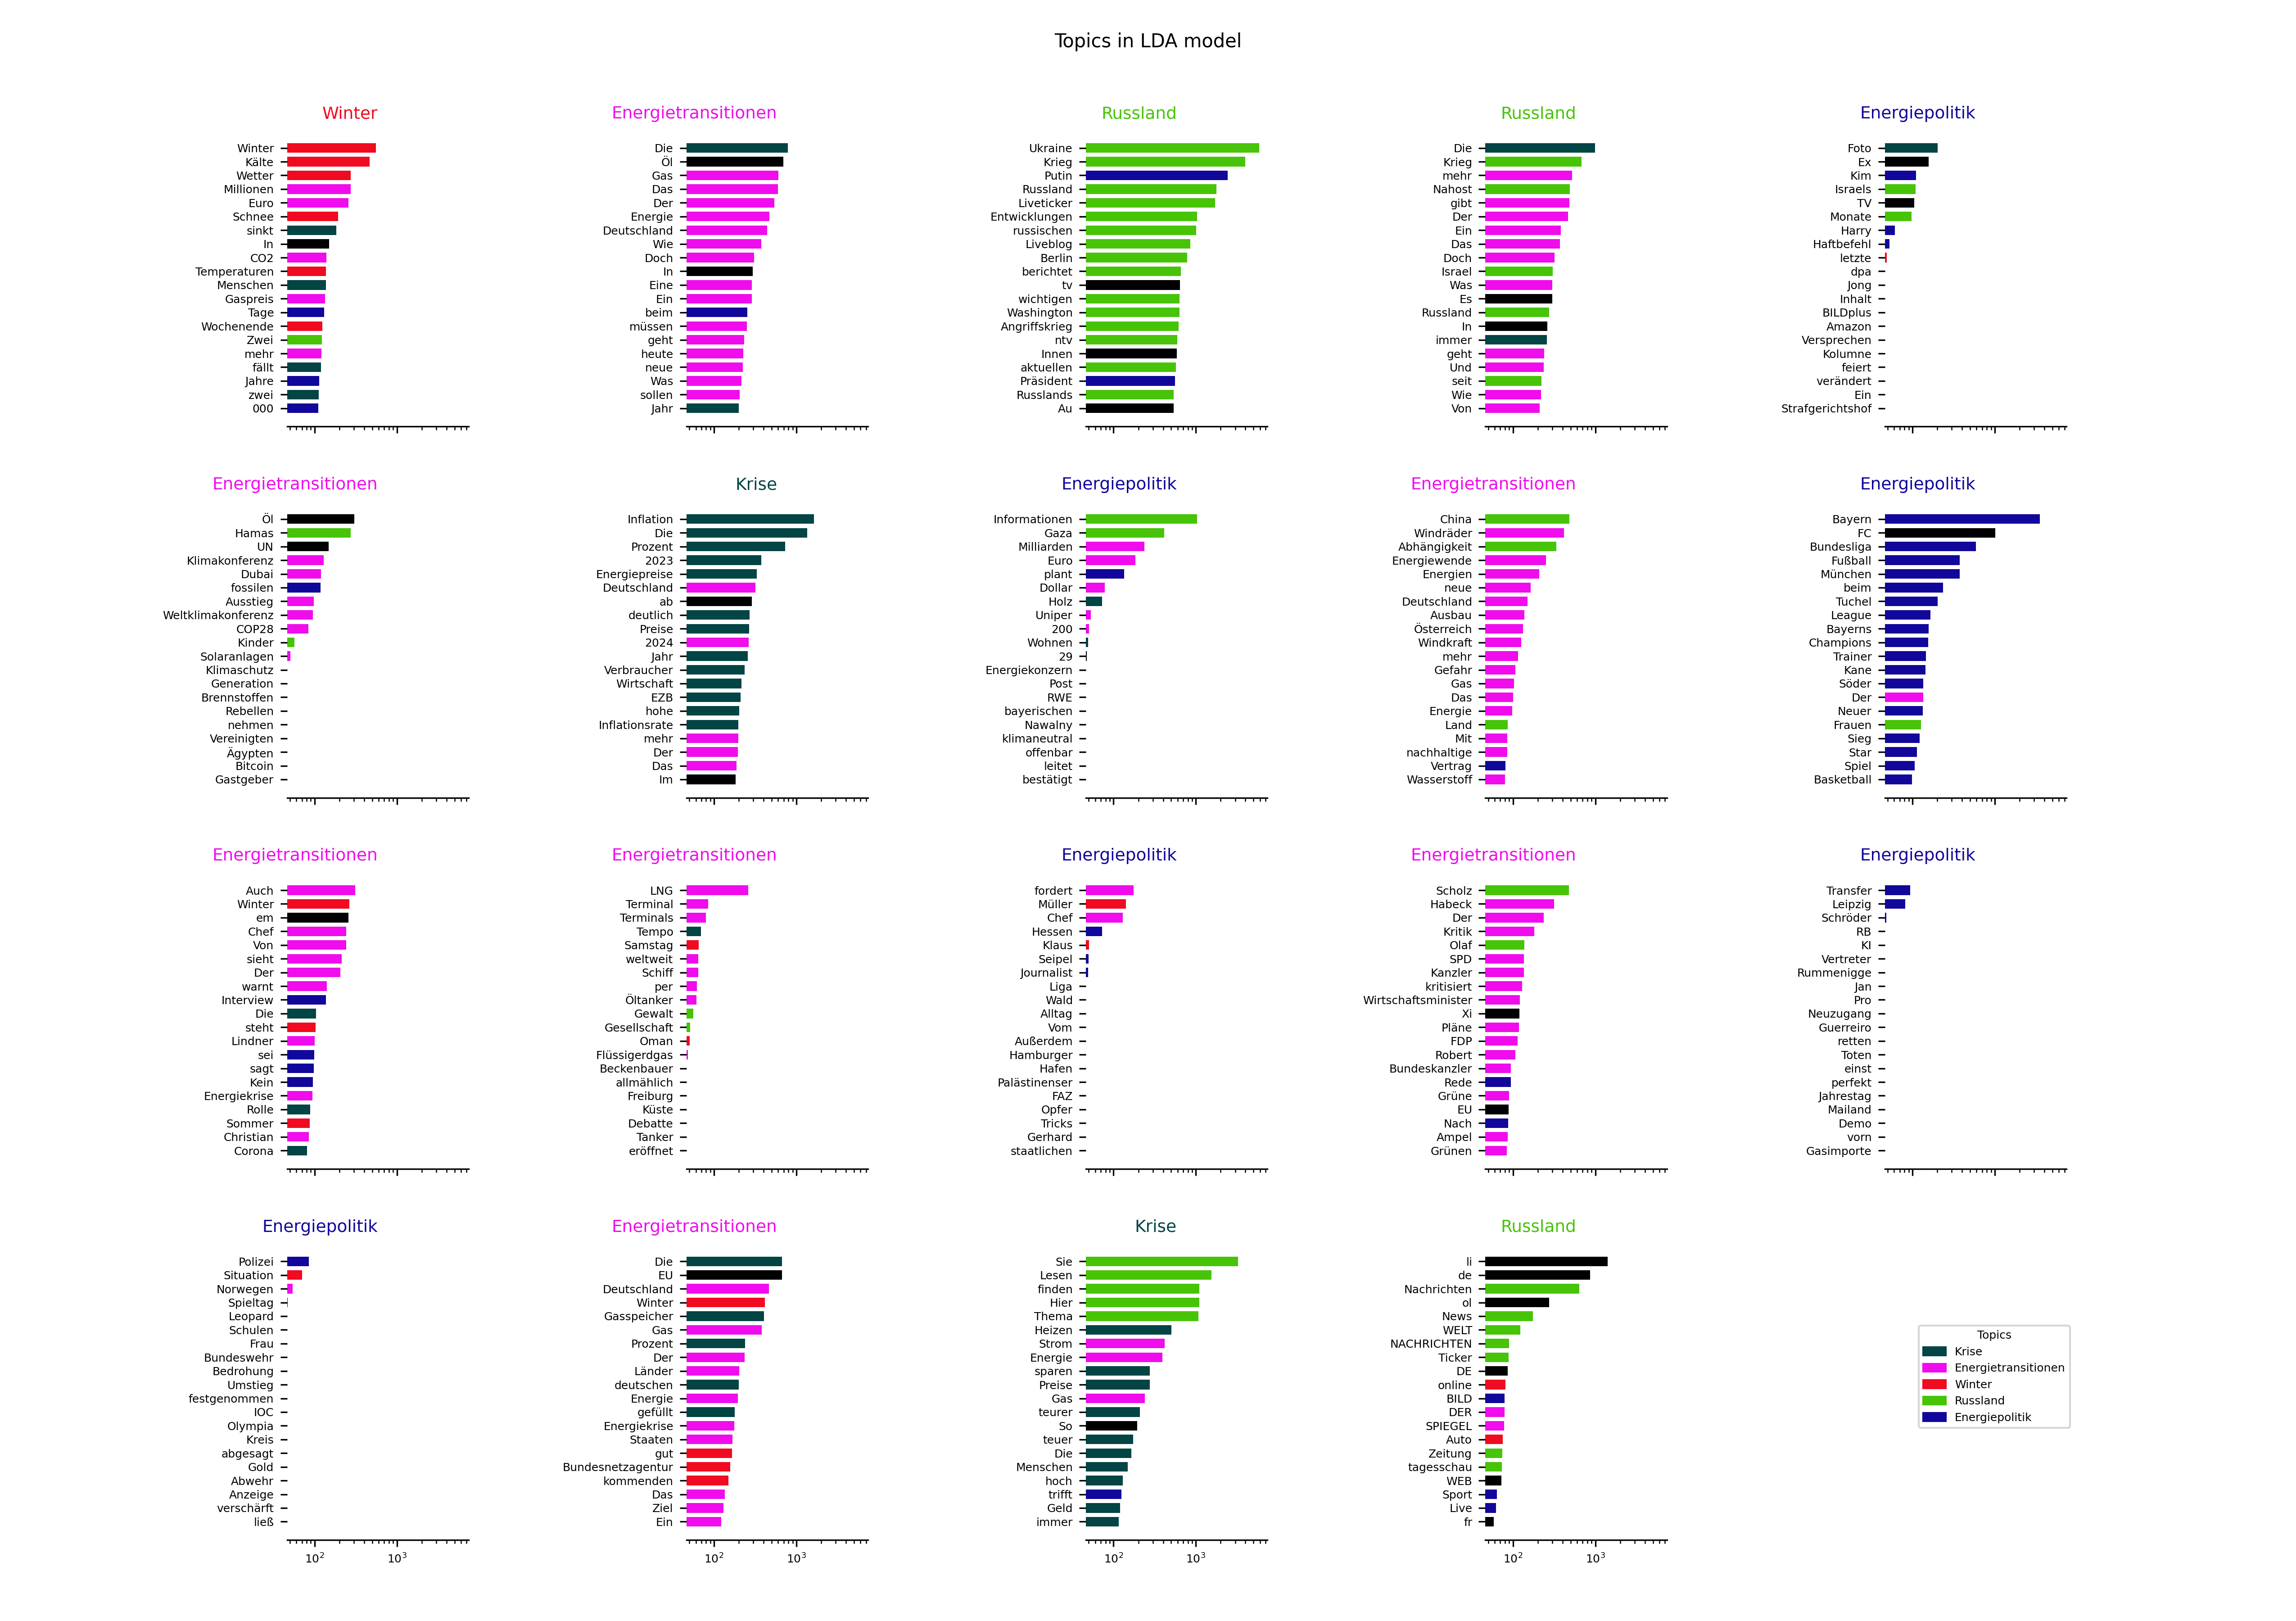 Topics in LDA model
Winter
Winter
Kälte
Wetter
Millionen
Euro
Schnee
sinkt
In
CO2
Temperaturen
Menschen
Gaspreis
Tage
Wochenende
Zwei
mehr
fällt
Jahre
zwei
000
Energietransitionen
Die
Öl
Gas
Das
Der
Energie
Deutschland
Wie
Doch
In
Eine
Ein
beim
müssen
geht
heute
neue
Was
sollen
Jahr
Russland
Ukraine
Krieg
Putin
Russland
Liveticker
Entwicklungen
russischen
Liveblog
Berlin
berichtet
tv
wichtigen
Washington
Angriffskrieg
ntv
Innen
aktuellen
Präsident
Russlands
Au
Russland
Die
Krieg
mehr
Nahost
gibt
Der
Ein
Das
Doch
Israel
Was
Es
Russland
In
immer
geht
Und
seit
Wie
Von
Energiepolitik
Foto
Ex
Kim
Israels
TV
Monate
Harry
Haftbefehl
letzte
dpa
Jong
Inhalt
BILDplus
Amazon
Versprechen
Kolumne
feiert
verändert
Ein
Strafgerichtshof
Energietransitionen
Öl
Hamas
UN
Klimakonferenz
Dubai
fossilen
Ausstieg
Weltklimakonferenz
COP28
Kinder
Solaranlagen
Klimaschutz
Generation
Brennstoffen
Rebellen
nehmen
Vereinigten
Ägypten
Bitcoin
Gastgeber
Krise
Inflation
Die
Prozent
2023
Energiepreise
Deutschland
ab
deutlich
Preise
2024
Jahr
Verbraucher
Wirtschaft
EZB
hohe
Inflationsrate
mehr
Der
Das
Im
Energiepolitik
Informationen
Gaza
Milliarden
Euro
plant
Dollar
Holz
Uniper
200
Wohnen
29
Energiekonzern
Post
RWE
bayerischen
Nawalny
klimaneutral
offenbar
leitet
bestätigt
Energietransitionen
China
Windräder
Abhängigkeit
Energiewende
Energien
neue
Deutschland
Ausbau
Österreich
Windkraft
mehr
Gefahr
Gas
Das
Energie
Land
Mit
nachhaltige
Vertrag
Wasserstoff
Energiepolitik
Bayern
FC
Bundesliga
Fußball
München
beim
Tuchel
League
Bayerns
Champions
Trainer
Kane
Söder
Der
Neuer
Frauen
Sieg
Star
Spiel
Basketball
Energietransitionen
Auch
Winter
em
Chef
Von
sieht
Der
warnt
Interview
Die
steht
Lindner
sei
sagt
Kein
Energiekrise
Rolle
Sommer
Christian
Corona
Energietransitionen
LNG
Terminal
Terminals
Tempo
Samstag
weltweit
Schiff
per
Öltanker
Gewalt
Gesellschaft
Oman
Flüssigerdgas
Beckenbauer
allmählich
Freiburg
Küste
Debatte
Tanker
eröffnet
Energiepolitik
fordert
Müller
Chef
Hessen
Klaus
Seipel
Journalist
Liga
Wald
Alltag
Vom
Außerdem
Hamburger
Hafen
Palästinenser
FAZ
Opfer
Tricks
Gerhard
staatlichen
Energietransitionen
Scholz
Habeck
Der
Kritik
Olaf
SPD
Kanzler
kritisiert
Wirtschaftsminister
Xi
Pläne
FDP
Robert
Bundeskanzler
Rede
Grüne
EU
Nach
Ampel
Grünen
Energiepolitik
Transfer
Leipzig
Schröder
RB
KI
Vertreter
Rummenigge
Jan
Pro
Neuzugang
Guerreiro
retten
Toten
einst
perfekt
Jahrestag
Mailand
Demo
vorn
Gasimporte
Energiepolitik
Polizei
Situation
Norwegen
Spieltag
Leopard
Schulen
Frau
Bundeswehr
Bedrohung
Umstieg
festgenommen
IOC
Olympia
Kreis
abgesagt
Gold
Abwehr
Anzeige
verschärft
ließ
10² 10³
Energietransitionen
Die
EU
Deutschland
Winter
Gasspeicher
Gas
Prozent
Der
Länder
deutschen
Energie
gefüllt
Energiekrise
Staaten
gut
Bundesnetzagentur
kommenden
Das
Ziel
Ein
10² 10³
Krise
Sie
Lesen
finden
Hier
Thema
Heizen
Strom
Energie
sparen
Preise
Gas
teurer
So
teuer
Die
Menschen
hoch
trifft
Geld
immer
10² 10³
Russland
li
de
Nachrichten
ol
News
WELT
NACHRICHTEN
Ticker
DE
online
BILD
DER
SPIEGEL
Auto
Zeitung
tagesschau
WEB
Sport
Live
fr
10² 10³
Topics
Krise
Energietransitionen
Winter
Russland
Energiepolitik